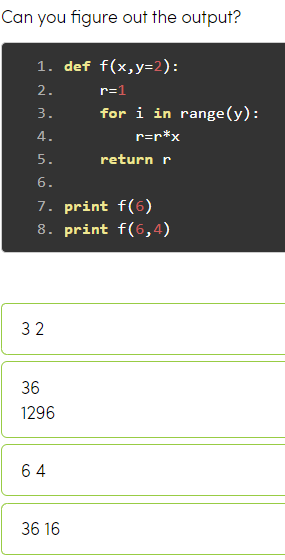 Can you figure out the output?
1. def f(x,y=2):
2. r=1
3. for i in range(y):
4. r=r*x
5. return r
6.
7. print f(6)
8. print f(6,4)
3 2
36
1296
6 4
36 16